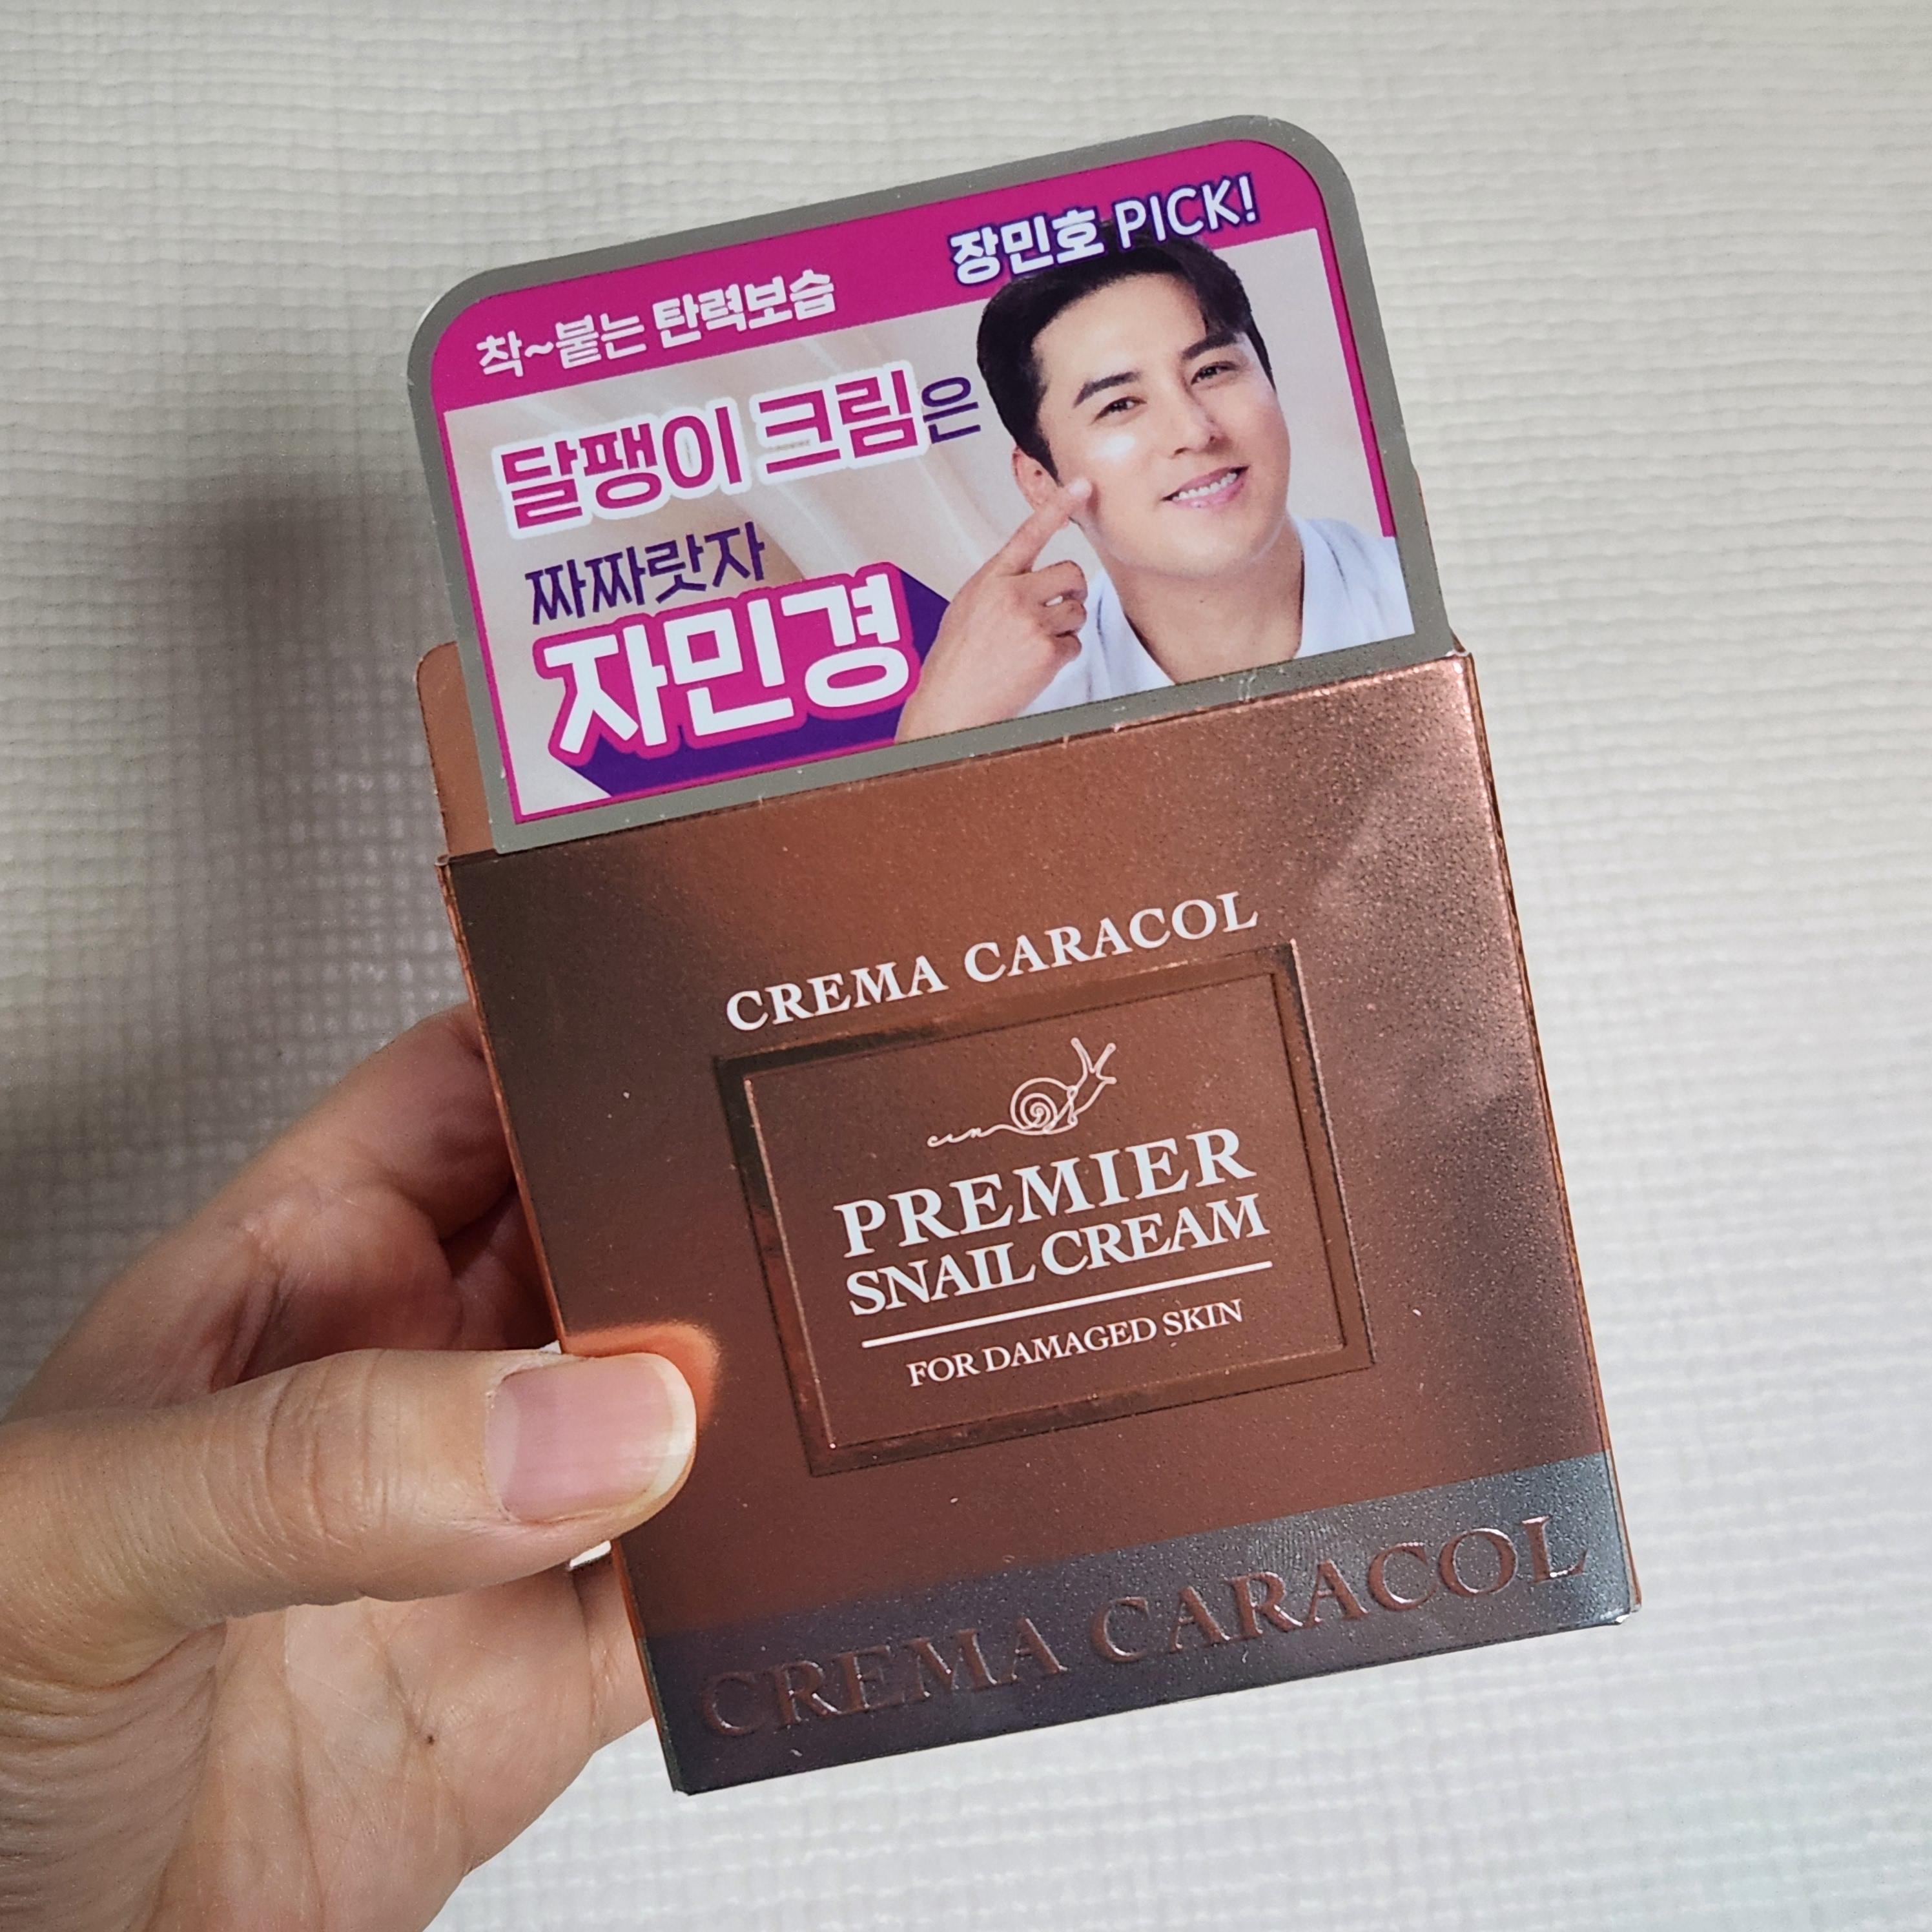 착~붙는 탄력보습
장민호 PICK!
달팽이 크림은
짜짜랏자
자민경
CREMA CARACOL
PREMIER
SNAIL CREAM
FOR DAMAGED SKIN
CREMA CARACOL